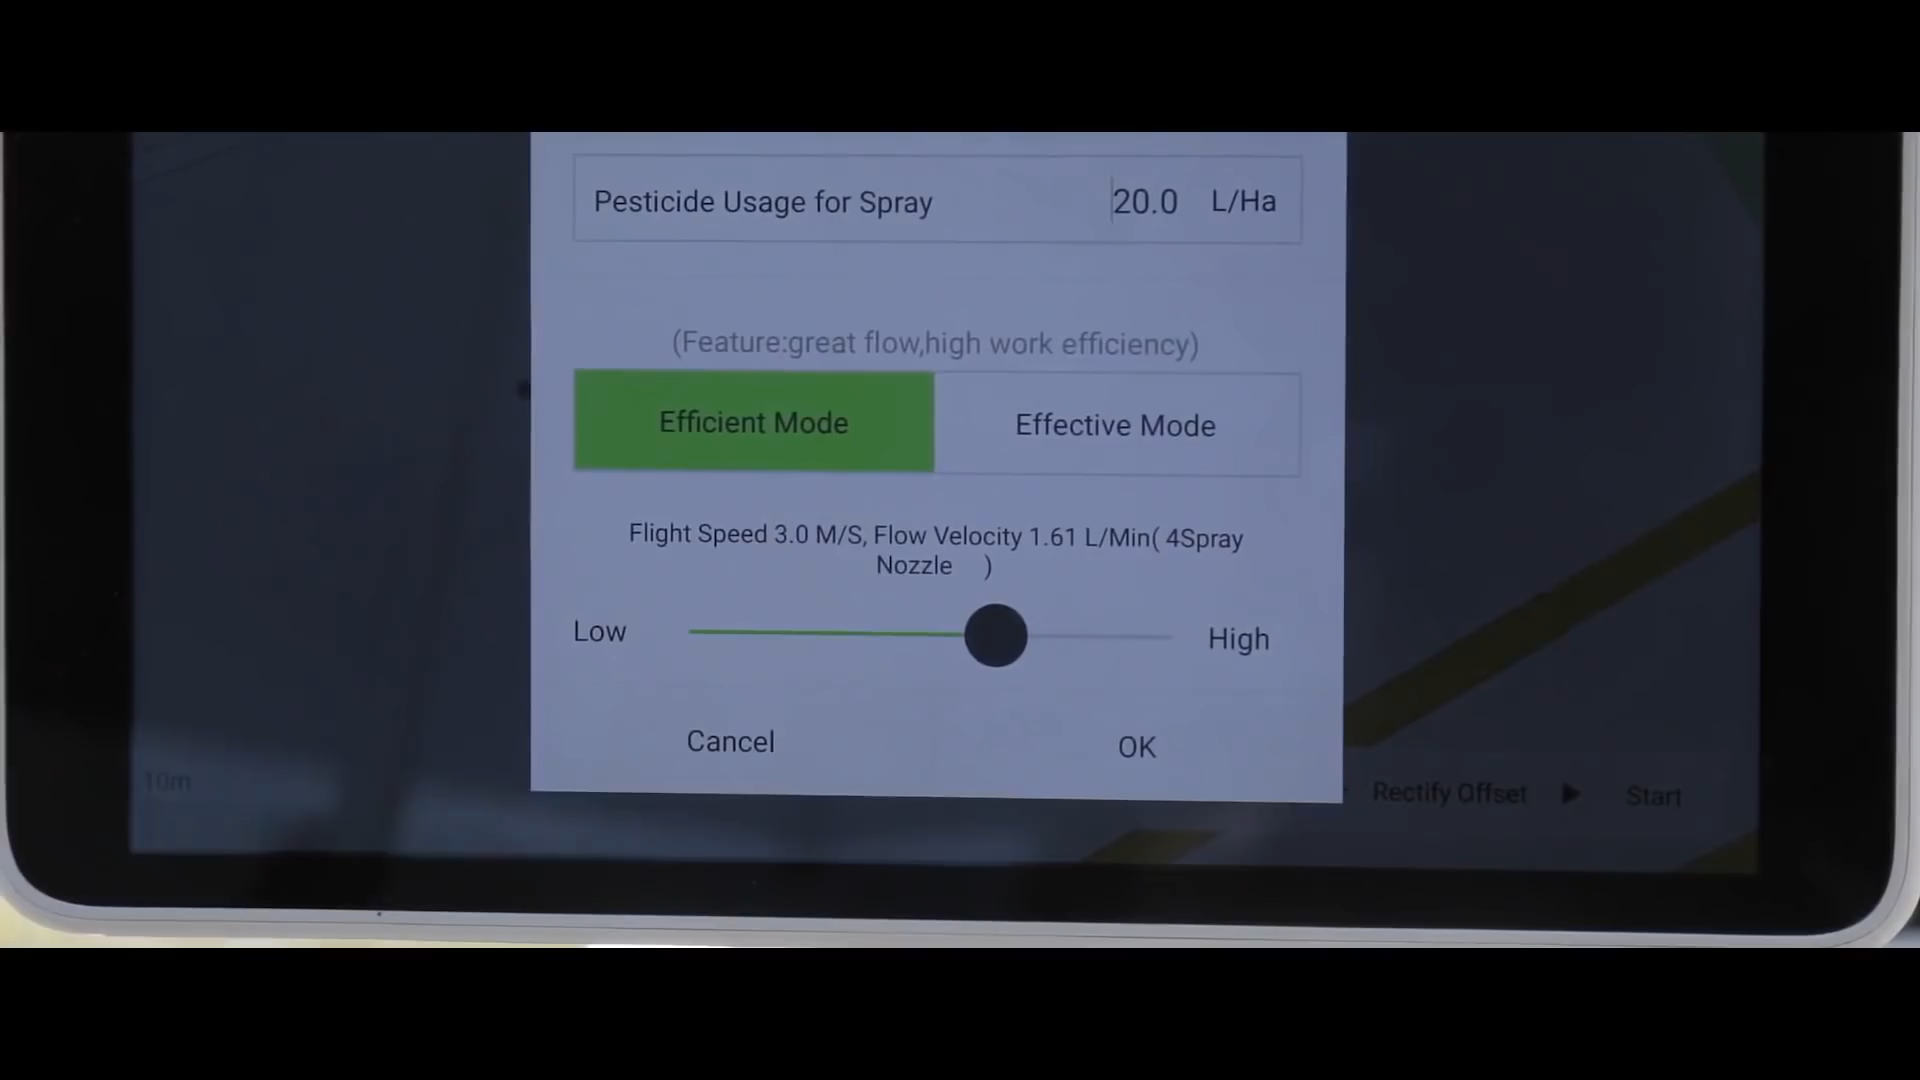 Pesticide Usage for Spray 20.0 L/Ha
(Feature:great flow,high work efficiency)
Efficient Mode Effective Mode
Flight Speed 3.0 M/S, Flow Velocity 1.61 L/Min( 4Spray
Nozzle )
Low High
Cancel OK
10m Rectify Offset Start